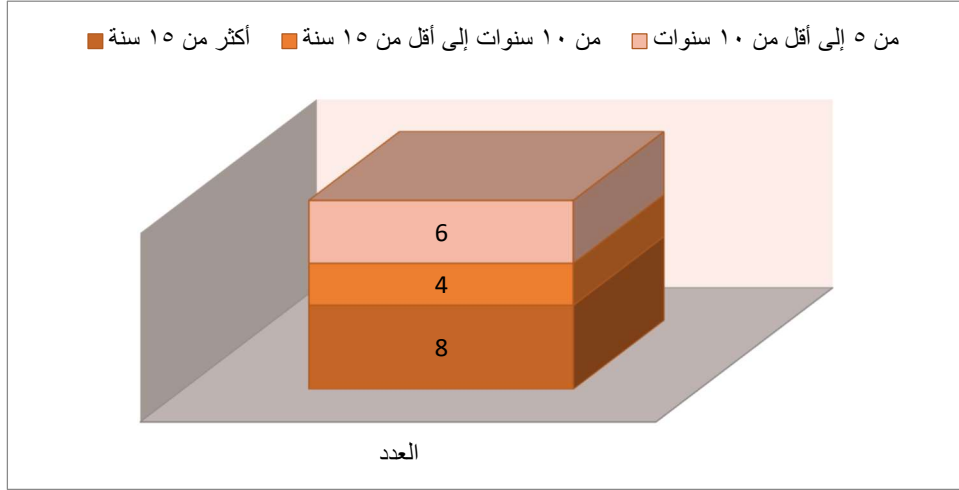 من ٥ إلى أقل من ١٠ سنوات من ١٠ سنوات إلى أقل من ١٥ سنة أكثر من ١٥ سنة
6
4
8
العدد